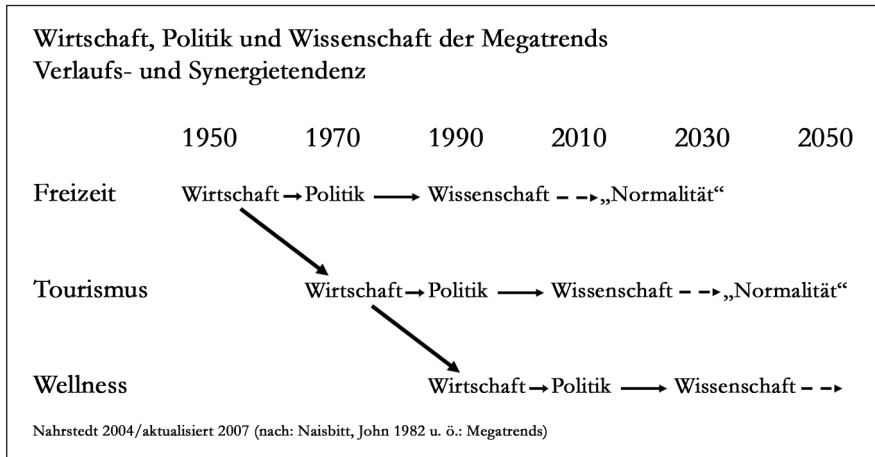 Wirtschaft, Politik und Wissenschaft der Megatrends
Verlaufs- und Synergietendenz
1950 1970 1990 2010 2030 2050
Freizeit Wirtschaft Politik Wissenschaft „Normalität“
Tourismus Wirtschaft Politik Wissenschaft „Normalität“
Wellness Wirtschaft Politik Wissenschaft
Nahrstedt 2004/aktualisiert 2007 (nach: Naisbitt, John 1982 u. ö.: Megatrends)